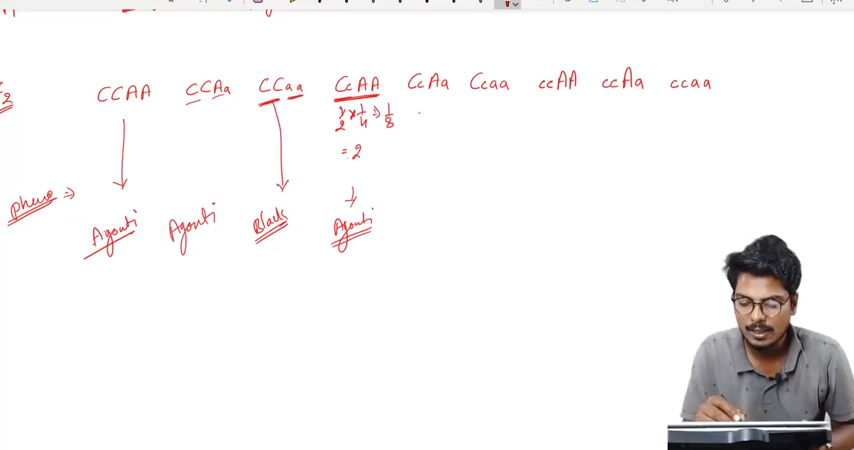 2
CCAA CCAa CCaa CcAA CcAa Ccaa ccAA ccAa ccaa
1/2 × 1/4 ⇒ 1/8
= 2
pheno ⇒ Agouti Agouti Black Agouti